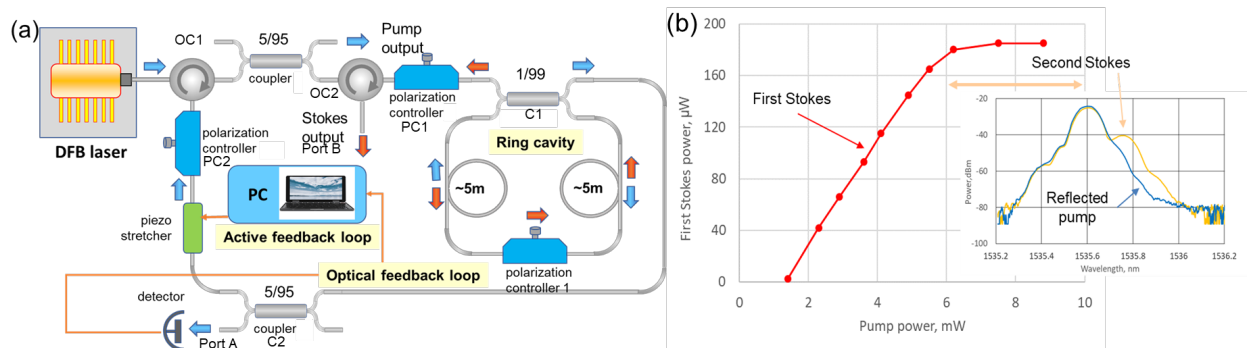 (a)
OC1
5/95
coupler
Pump
output
OC2
polarization
controller
PC1
1/99
C1
Ring cavity
DFB laser
polarization
controller
PC2
Stokes
output
Port B
PC
~5m
~5m
Active feedback loop
piezo
stretcher
Optical feedback loop
polarization
controller 1
detector
5/95
coupler
C2
Port A
(b)
First Stokes power, µW
200
160
120
80
40
0
0
2
4
6
8
10
Pump power, mW
First Stokes
Second Stokes
Reflected
pump
Power,dBm
-20
-40
-60
-80
-100
1535.2
1535.4
1535.6
1535.8
1536
1536.2
Wavelength, nm